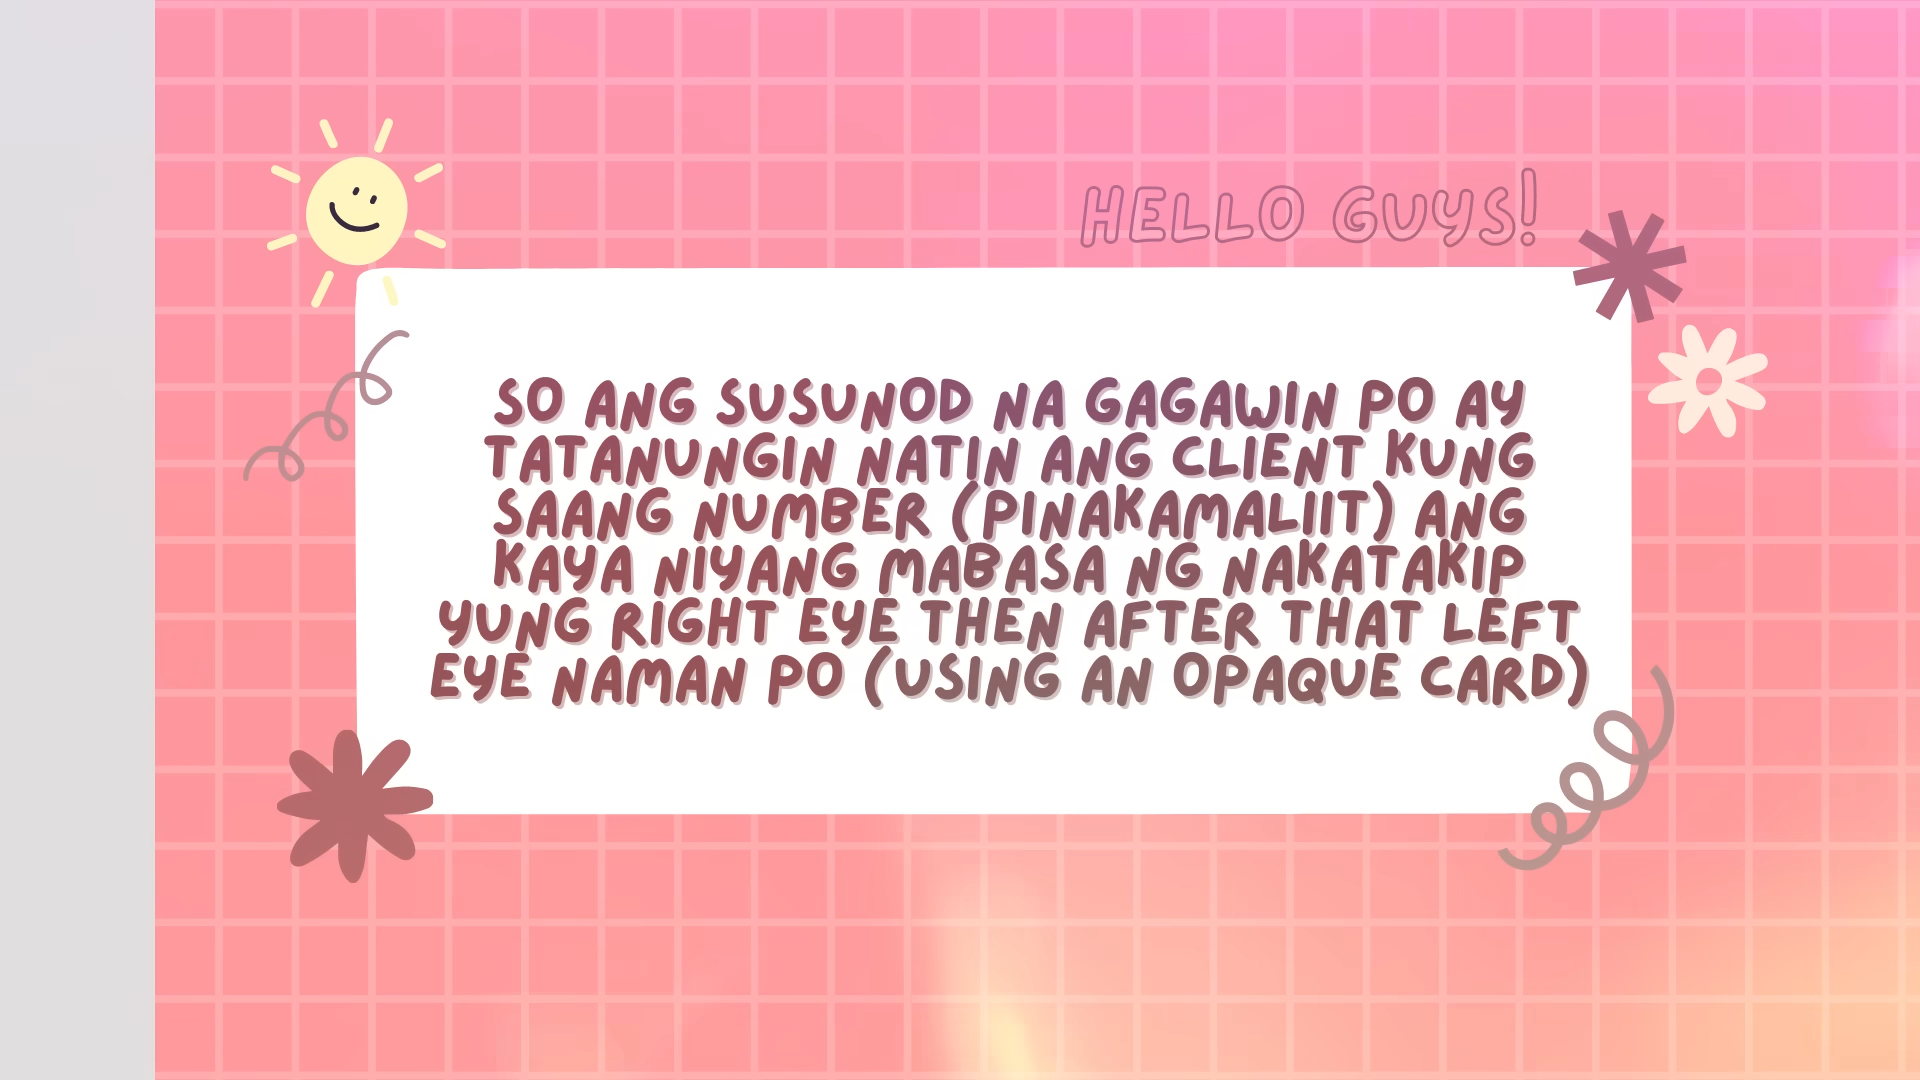 HELLO GUYS!
SO ANG SUSUNOD NA GAGAWIN PO AY
TATANUNGIN NATIN ANG CLIENT KUNG
SAANG NUMBER (PINAKAMALIIT) ANG
KAYA NIYANG MABASA NG NAKATAKIP
YUNG RIGHT EYE THEN AFTER THAT LEFT
EYE NAMAN PO (USING AN OPAQUE CARD)